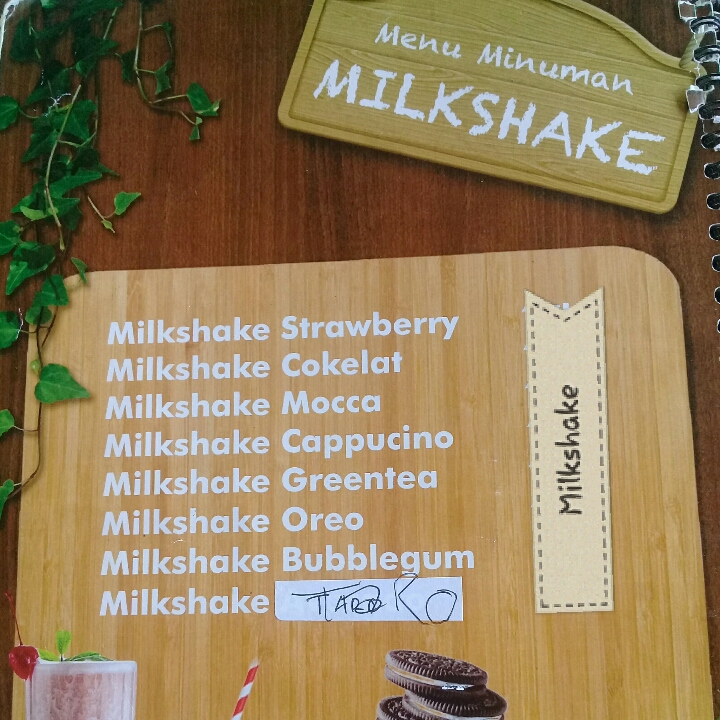 Menu Minuman
MILKSHAKE
Milkshake Strawberry
Milkshake Cokelat
Milkshake Mocca
Milkshake Cappucino
Milkshake Greentea
Milkshake Oreo
Milkshake Bubblegum
Milkshake
Milkshake